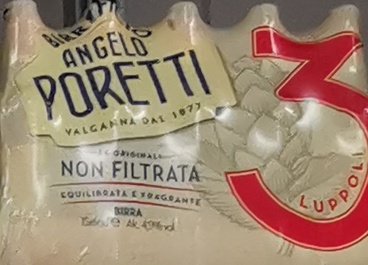 ANGELO
PORETTI
VALGANNA DAL 1877
3
LUPPOLI
NON FILTRATA
EQUILIBRATA E FRAGRANTE
BIRRA